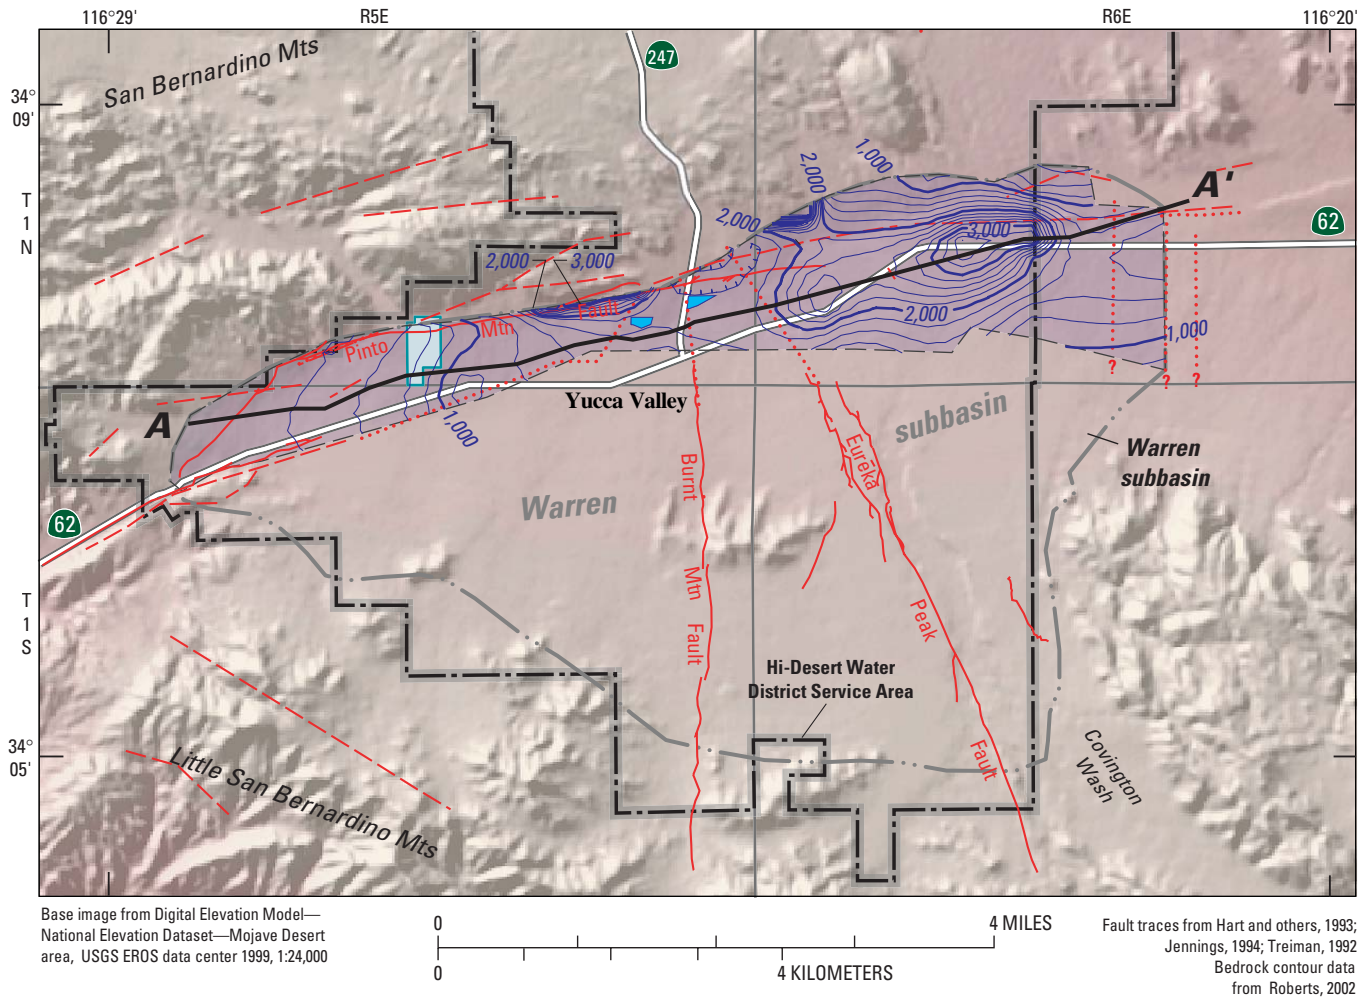 116°29'
R5E
R6E
116°20'
34°
09'
San Bernardino Mts
247
T
1
N
2,000
1,000
2,000
A'
3,000
62
2,000
3,000
Pinto
Mtn
Fault
2,000
1,000
?
?
?
A
1,000
Yucca Valley
subbasin
Warren
subbasin
Burnt
Eureka
Warren
62
T
1
S
Mtn
Fault
Peak
Hi-Desert Water
District Service Area
34°
05'
Fault
Covington
Wash
Little San Bernardino Mts
Base image from Digital Elevation Model—
National Elevation Dataset—Mojave Desert
area, USGS EROS data center 1999, 1:24,000
0
4 MILES
0
4 KILOMETERS
Fault traces from Hart and others, 1993;
Jennings, 1994; Treiman, 1992
Bedrock contour data
from Roberts, 2002